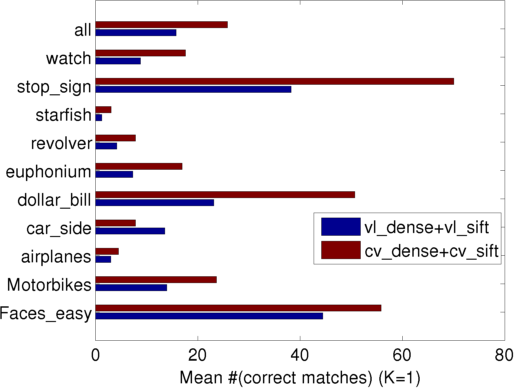 all
watch
stop_sign
starfish
revolver
euphonium
dollar_bill
car_side
airplanes
Motorbikes
Faces_easy
vl_dense+vl_sift
cv_dense+cv_sift
0 20 40 60 80
Mean #(correct matches) (K=1)